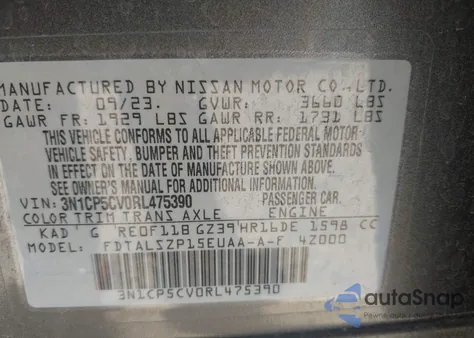 MANUFACTURED BY NISSAN MOTOR CO., LTD.
DATE: 09/23. GVWR: 3660 LBS
GAWR FR: 1929 LBS GAWR RR: 1731 LBS
THIS VEHICLE CONFORMS TO ALL APPLICABLE FEDERAL MOTOR
VEHICLE SAFETY, BUMPER AND THEFT PREVENTION STANDARDS
IN EFFECT ON THE DATE OF MANUFACTURE SHOWN ABOVE.
SEE OWNER'S MANUAL FOR ADDITIONAL INFORMATION.
VIN: 3N1CP5CV0RL475390 PASSENGER CAR.
COLOR TRIM TRANS AXLE ENGINE
KAD G RE0F11B GZ39 HR16DE 1598 CC
MODEL: FDTALSZP15EUAA-A-F 4Z000
3N1CP5CV0RL475390
autoSnap